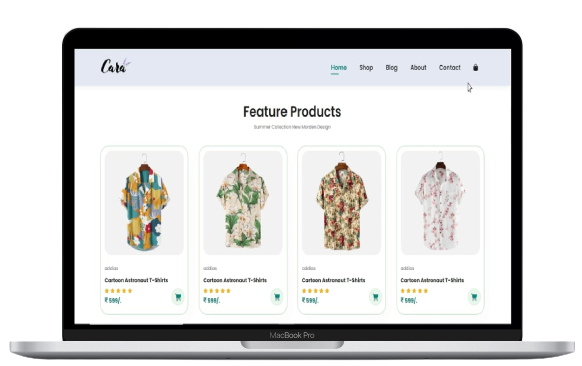 Cara
Home Shop Blog About Contact
Feature Products
Summer Collection New Morden Design
adidas adidas adidas adidas
Cartoon Astronaut T-Shirts Cartoon Astronaut T-Shirts Cartoon Astronaut T-Shirts Cartoon Astronaut T-Shirts
₹ 599/. ₹ 599/. ₹ 599/. ₹ 599/.
MacBook Pro